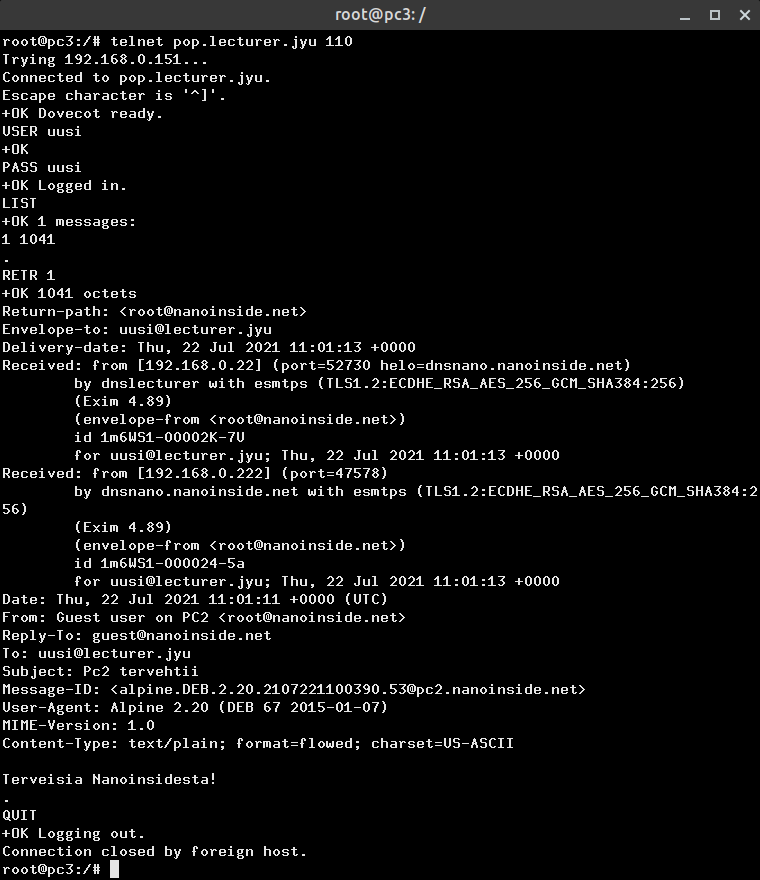 root@pc3: /
root@pc3:/# telnet pop.lecturer.jyu 110
Trying 192.168.0.151...
Connected to pop.lecturer.jyu.
Escape character is '^]'.
+OK Dovecot ready.
USER uusi
+OK
PASS uusi
+OK Logged in.
LIST
+OK 1 messages:
1 1041
.
RETR 1
+OK 1041 octets
Return-path: <root@nanoinside.net>
Envelope-to: uusi@lecturer.jyu
Delivery-date: Thu, 22 Jul 2021 11:01:13 +0000
Received: from [192.168.0.22] (port=52730 helo=dnsnano.nanoinside.net)
        by dnslecturer with esmtps (TLS1.2:ECDHE_RSA_AES_256_GCM_SHA384:256)
        (Exim 4.89)
        (envelope-from <root@nanoinside.net>)
        id 1m6WS1-00002K-7U
        for uusi@lecturer.jyu; Thu, 22 Jul 2021 11:01:13 +0000
Received: from [192.168.0.222] (port=47578)
        by dnsnano.nanoinside.net with esmtps (TLS1.2:ECDHE_RSA_AES_256_GCM_SHA384:2
56)
        (Exim 4.89)
        (envelope-from <root@nanoinside.net>)
        id 1m6WS1-000024-5a
        for uusi@lecturer.jyu; Thu, 22 Jul 2021 11:01:13 +0000
Date: Thu, 22 Jul 2021 11:01:11 +0000 (UTC)
From: Guest user on PC2 <root@nanoinside.net>
Reply-To: guest@nanoinside.net
To: uusi@lecturer.jyu
Subject: Pc2 tervehtii
Message-ID: <alpine.DEB.2.20.2107221100390.53@pc2.nanoinside.net>
User-Agent: Alpine 2.20 (DEB 67 2015-01-07)
MIME-Version: 1.0
Content-Type: text/plain; format=flowed; charset=US-ASCII

Terveisia Nanoinsidesta!
.
QUIT
+OK Logging out.
Connection closed by foreign host.
root@pc3:/#